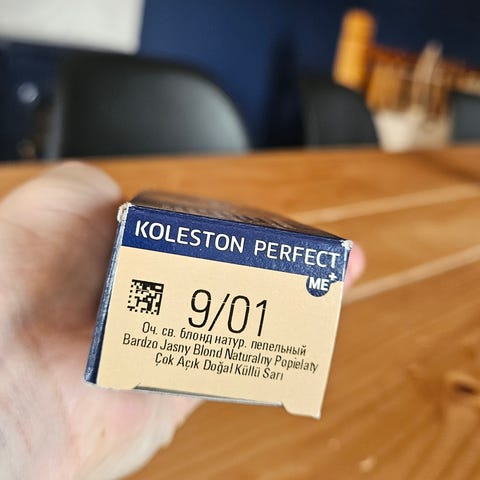 KOLESTON PERFECT
ME+
9/01
Оч. св. блонд натур. пепельный
Bardzo Jasny Blond Naturalny Popielaty
Çok Açık Doğal Küllü Sarı